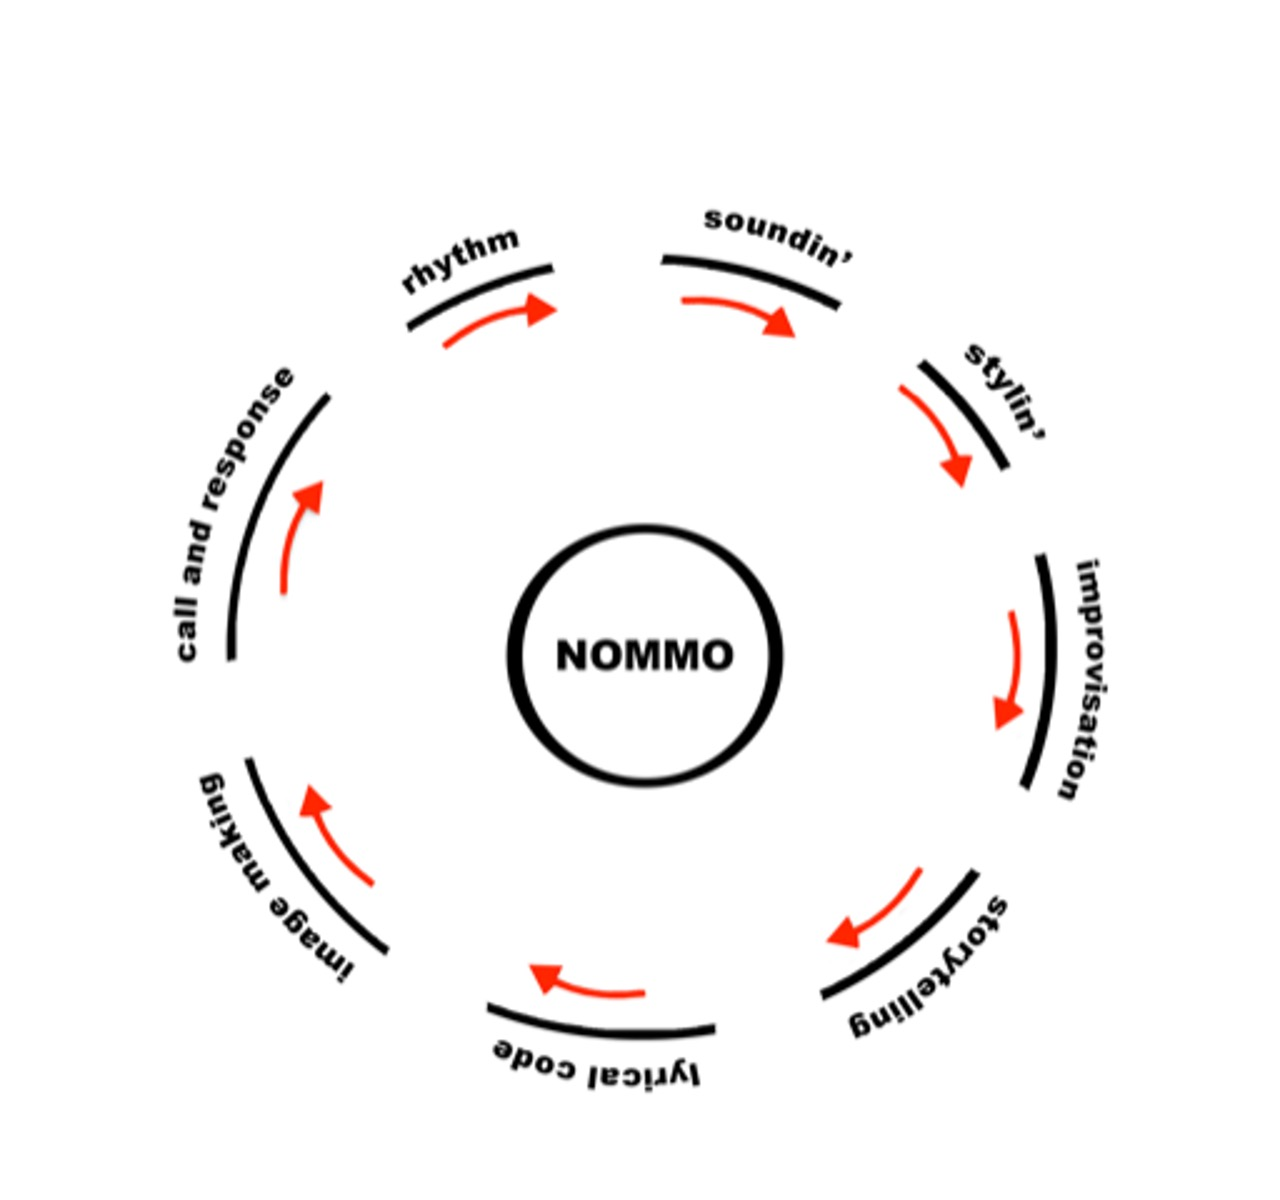 rhythm
soundin’
stylin’
improvisation
storytelling
lyrical code
image making
call and response
NOMMO